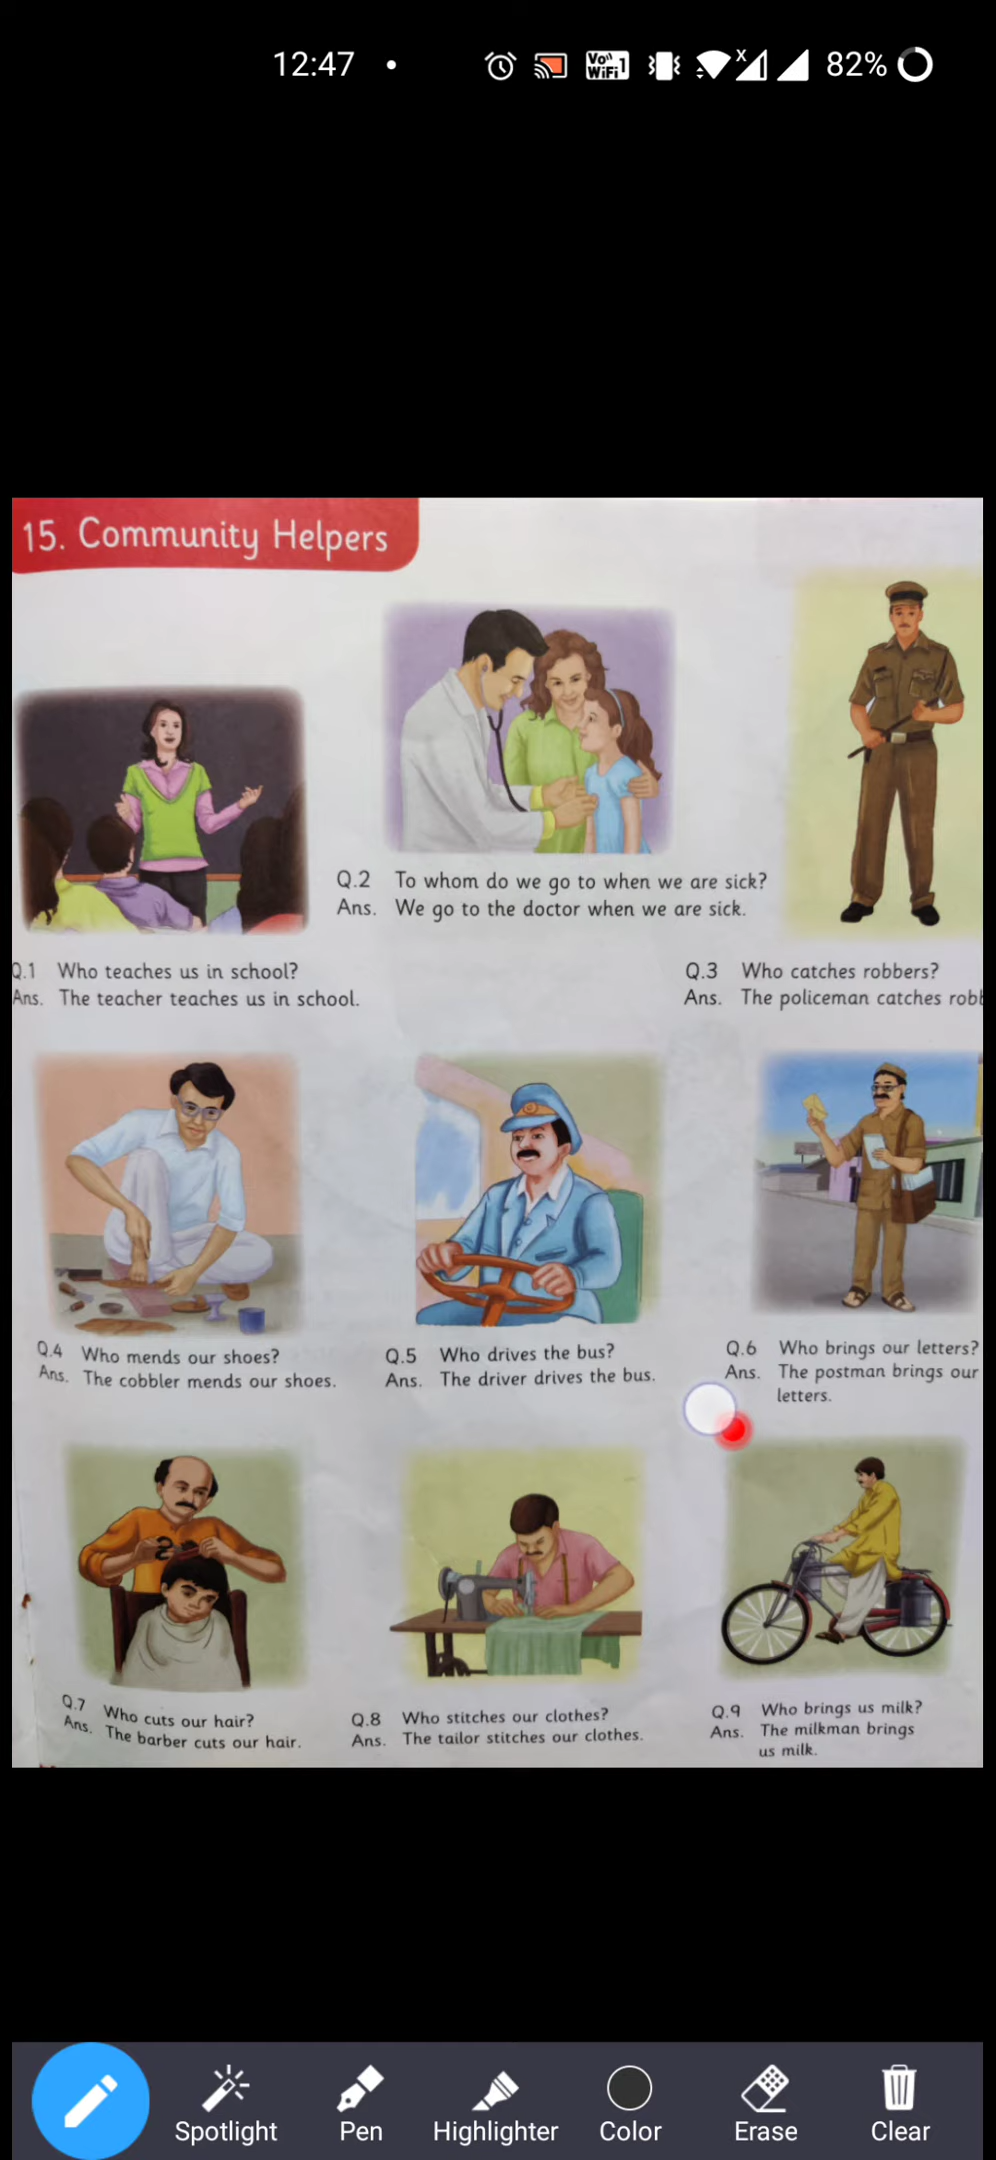 12:47
Vo)) WiFi 1
82%
15. Community Helpers
Q.2 To whom do we go to when we are sick?
Ans. We go to the doctor when we are sick.
Q.1 Who teaches us in school?
Ans. The teacher teaches us in school.
Q.3 Who catches robbers?
Ans. The policeman catches robb
Q.4 Who mends our shoes?
Ans. The cobbler mends our shoes.
Q.5 Who drives the bus?
Ans. The driver drives the bus.
Q.6 Who brings our letters?
Ans. The postman brings our
letters.
Q.7 Who cuts our hair?
Ans. The barber cuts our hair.
Q.8 Who stitches our clothes?
Ans. The tailor stitches our clothes.
Q.9 Who brings us milk?
Ans. The milkman brings
us milk.
Spotlight
Pen
Highlighter
Color
Erase
Clear